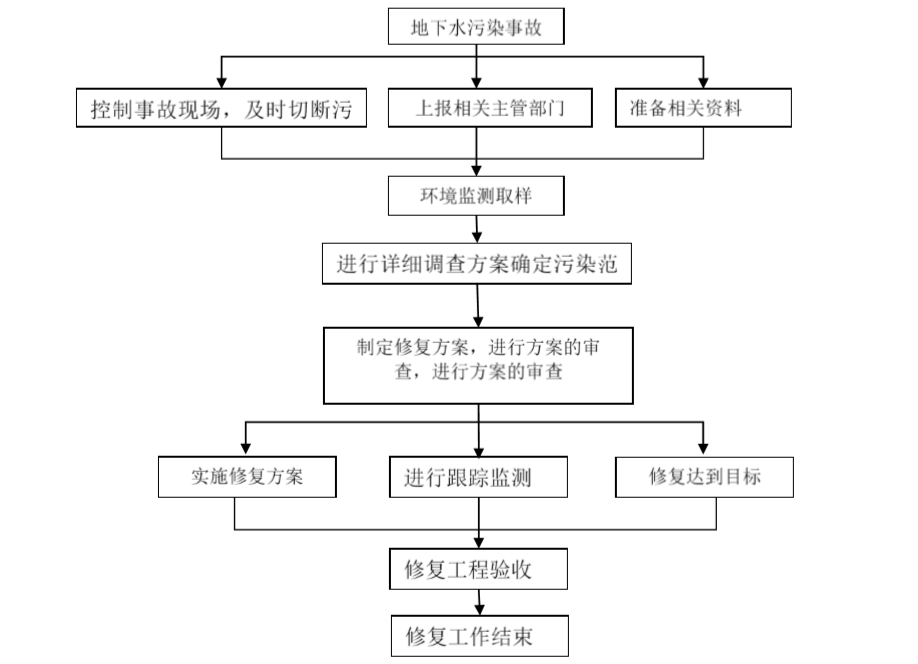 地下水污染事故
控制事故现场，及时切断污
上报相关主管部门
准备相关资料
环境监测取样
进行详细调查方案确定污染范
制定修复方案，进行方案的审
查，进行方案的审查
实施修复方案
进行跟踪监测
修复达到目标
修复工程验收
修复工作结束